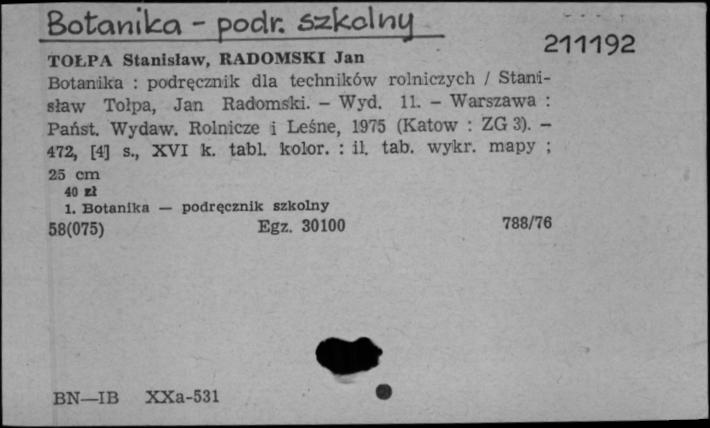 Botanika - podr. szkolny
211192
TOŁPA Stanisław, RADOMSKI Jan
Botanika : podręcznik dla techników rolniczych / Stani-
sław Tołpa, Jan Radomski. — Wyd. 11. — Warszawa :
Państ. Wydaw. Rolnicze i Leśne, 1975 (Katow : ZG 3). —
472, [4] s., XVI k. tabl. kolor. : il. tab. wykr. mapy ;
25 cm
40 zł
1. Botanika — podręcznik szkolny
58(075) Egz. 30100 788/76
BN—IB XXa-531